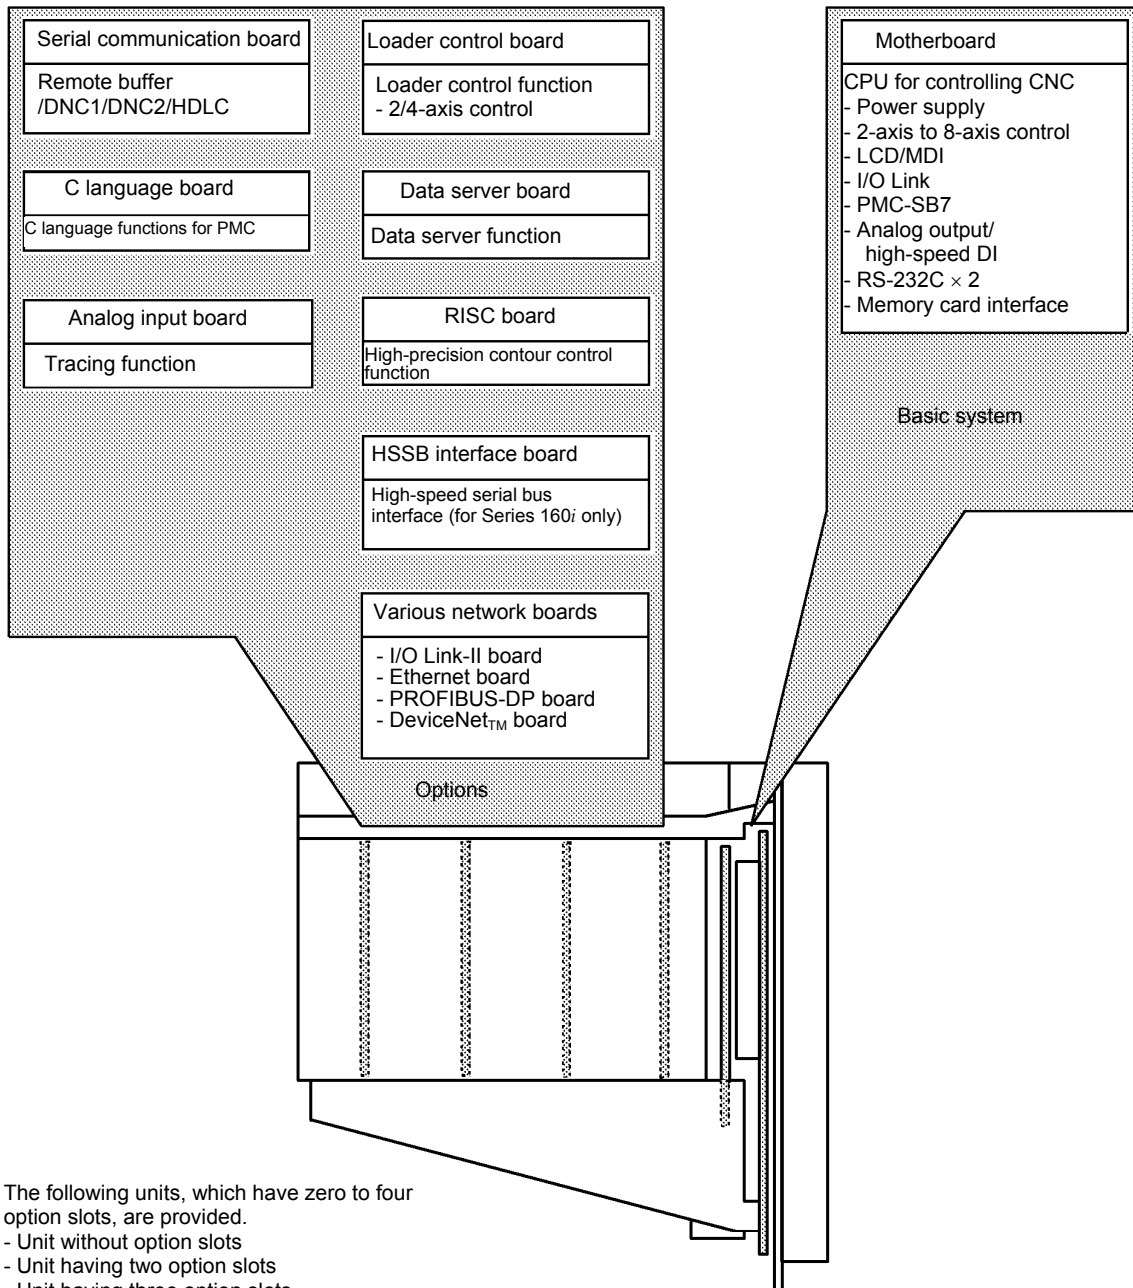 Serial communication board
Remote buffer
/DNC1/DNC2/HDLC
C language board
C language functions for PMC
Analog input board
Tracing function
Loader control board
Loader control function
- 2/4-axis control
Data server board
Data server function
RISC board
High-precision contour control
function
HSSB interface board
High-speed serial bus
interface (for Series 160i only)
Various network boards
- I/O Link-II board
- Ethernet board
- PROFIBUS-DP board
- DeviceNetTM board
Options
Motherboard
CPU for controlling CNC
- Power supply
- 2-axis to 8-axis control
- LCD/MDI
- I/O Link
- PMC-SB7
- Analog output/
high-speed DI
- RS-232C × 2
- Memory card interface
Basic system
The following units, which have zero to four
option slots, are provided.
- Unit without option slots
- Unit having two option slots
- Unit having three option slots